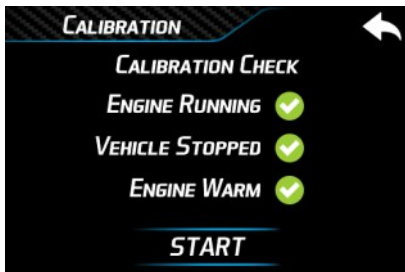 Calibration
Calibration Check
Engine Running
Vehicle Stopped
Engine Warm
START